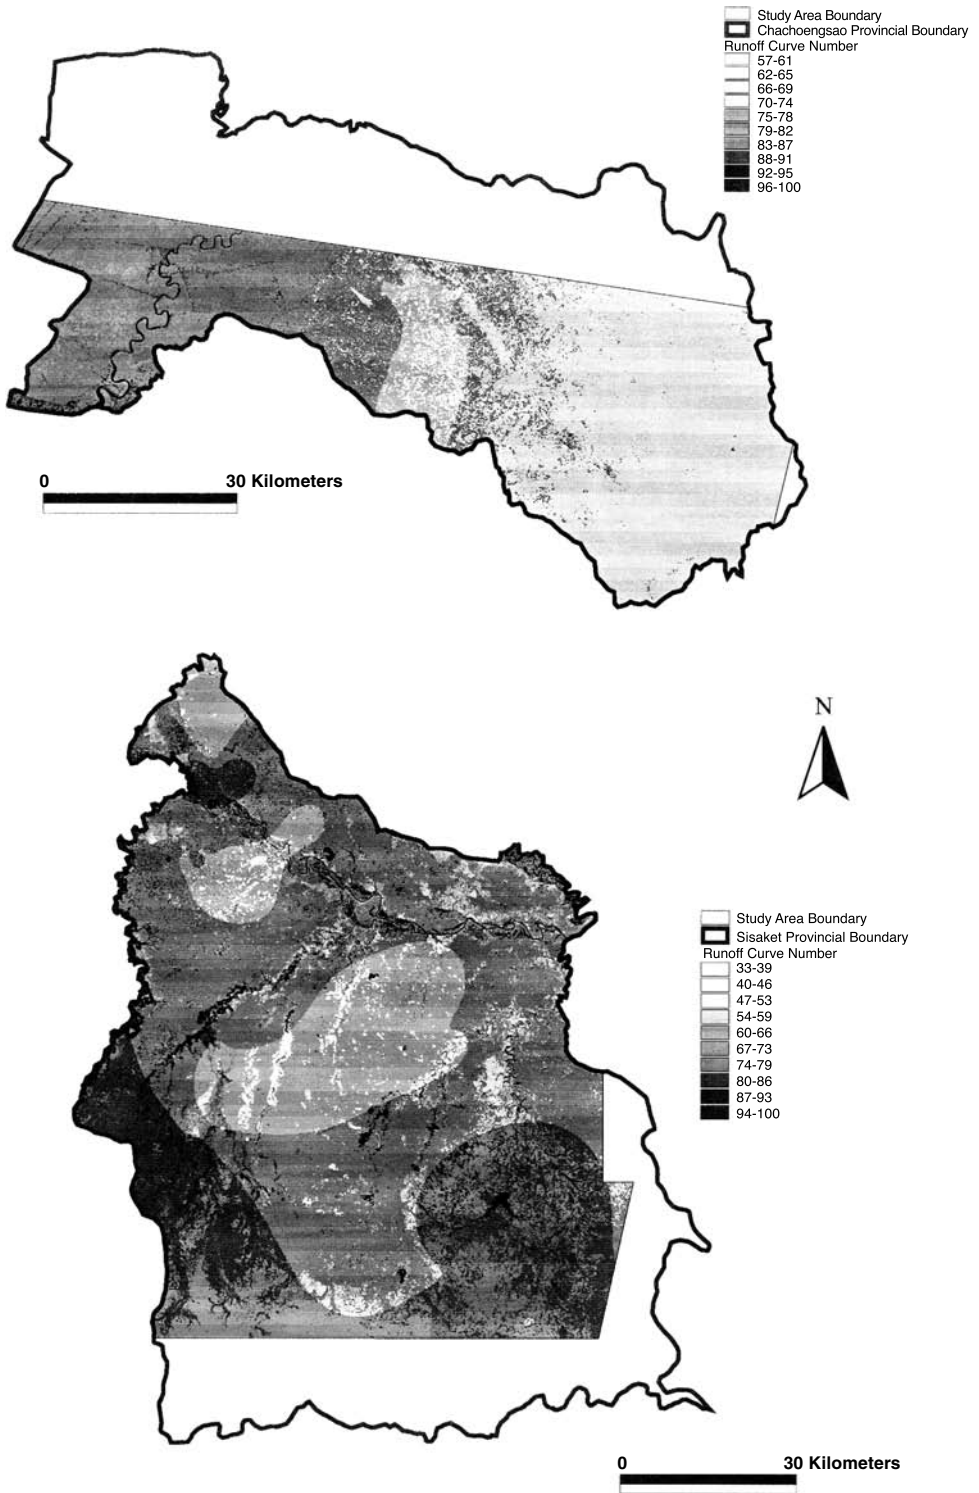 Study Area Boundary
Chachoengsao Provincial Boundary
Runoff Curve Number
57-61
62-65
66-69
70-74
75-78
79-82
83-87
88-91
92-95
96-100
0 30 Kilometers
N
Study Area Boundary
Sisaket Provincial Boundary
Runoff Curve Number
33-39
40-46
47-53
54-59
60-66
67-73
74-79
80-86
87-93
94-100
0 30 Kilometers